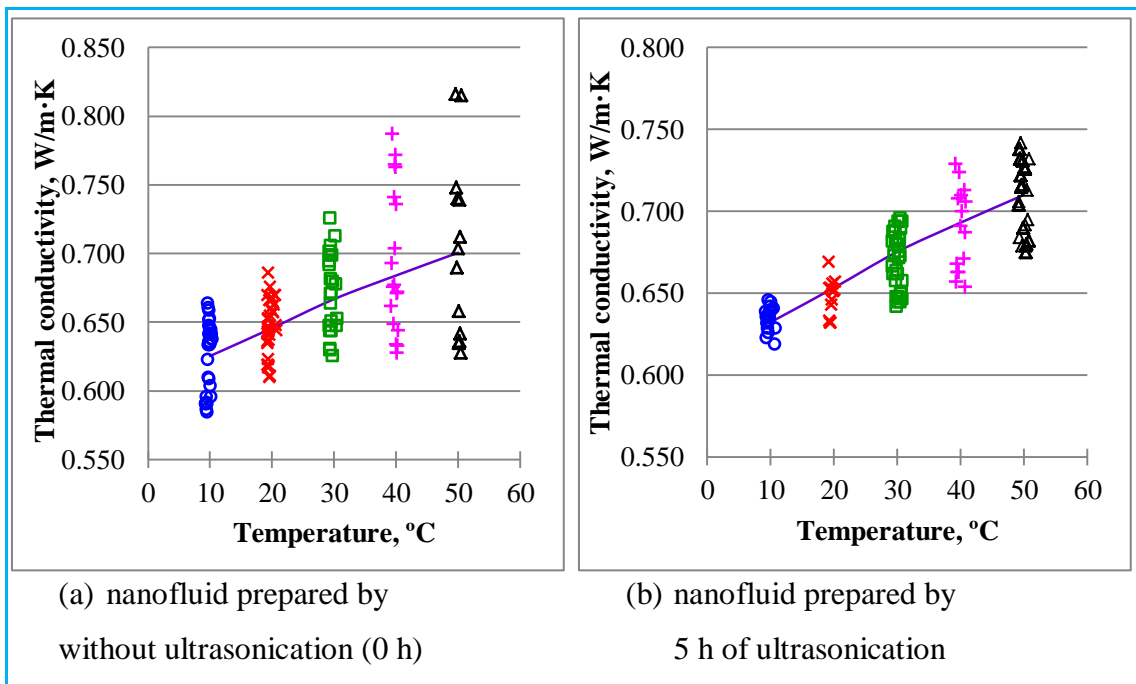 Thermal conductivity, W/m·K
0.850
0.800
0.750
0.700
0.650
0.600
0.550
0 10 20 30 40 50 60
Temperature, ºC
(a) nanofluid prepared by
without ultrasonication (0 h)
Thermal conductivity, W/m·K
0.800
0.750
0.700
0.650
0.600
0.550
0 10 20 30 40 50 60
Temperature, ºC
(b) nanofluid prepared by
5 h of ultrasonication